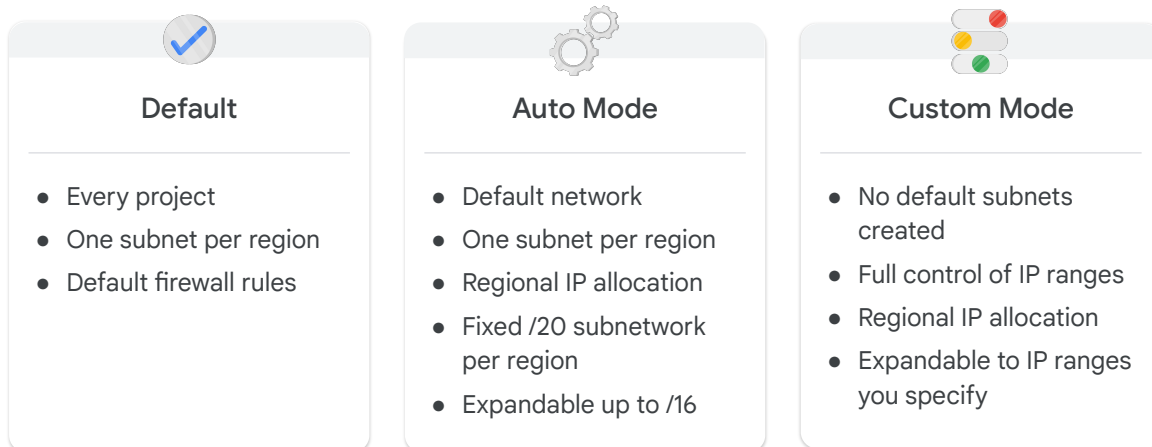 Default
● Every project
● One subnet per region
● Default firewall rules
Auto Mode
● Default network
● One subnet per region
● Regional IP allocation
● Fixed /20 subnetwork
per region
● Expandable up to /16
Custom Mode
● No default subnets
created
● Full control of IP ranges
● Regional IP allocation
● Expandable to IP ranges
you specify